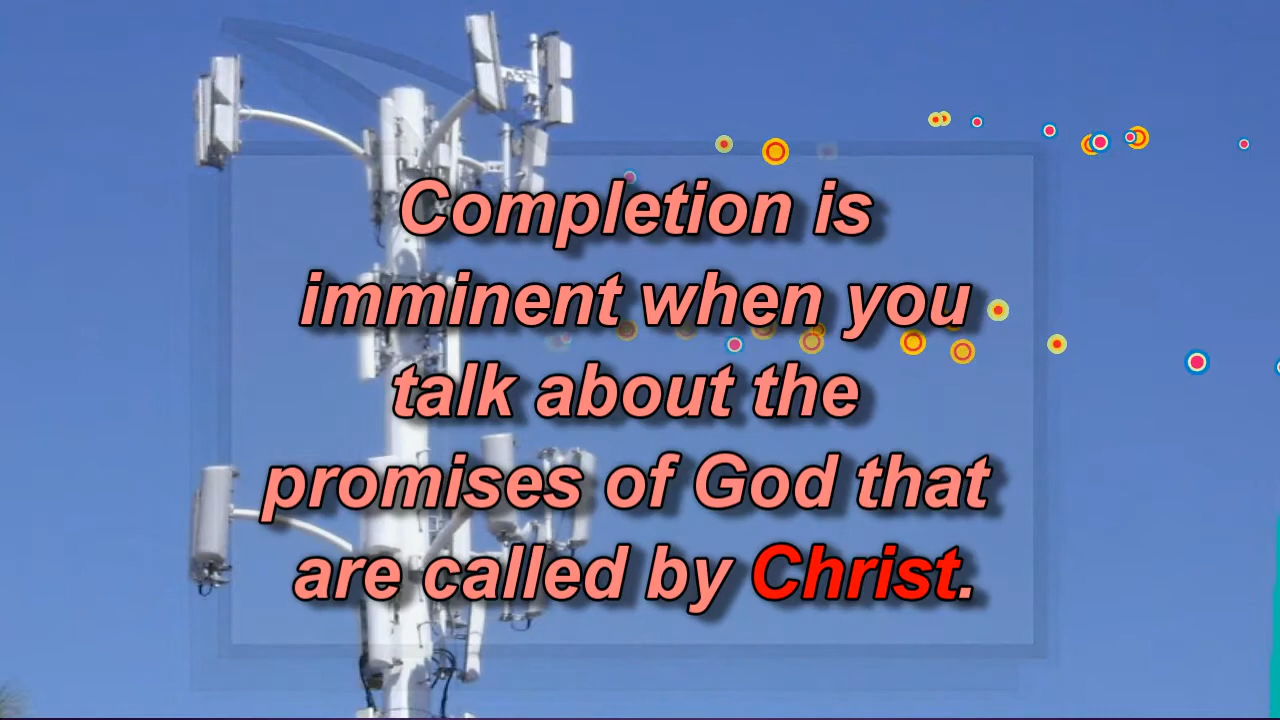 Completion is
imminent when you
talk about the
promises of God that
are called by Christ.